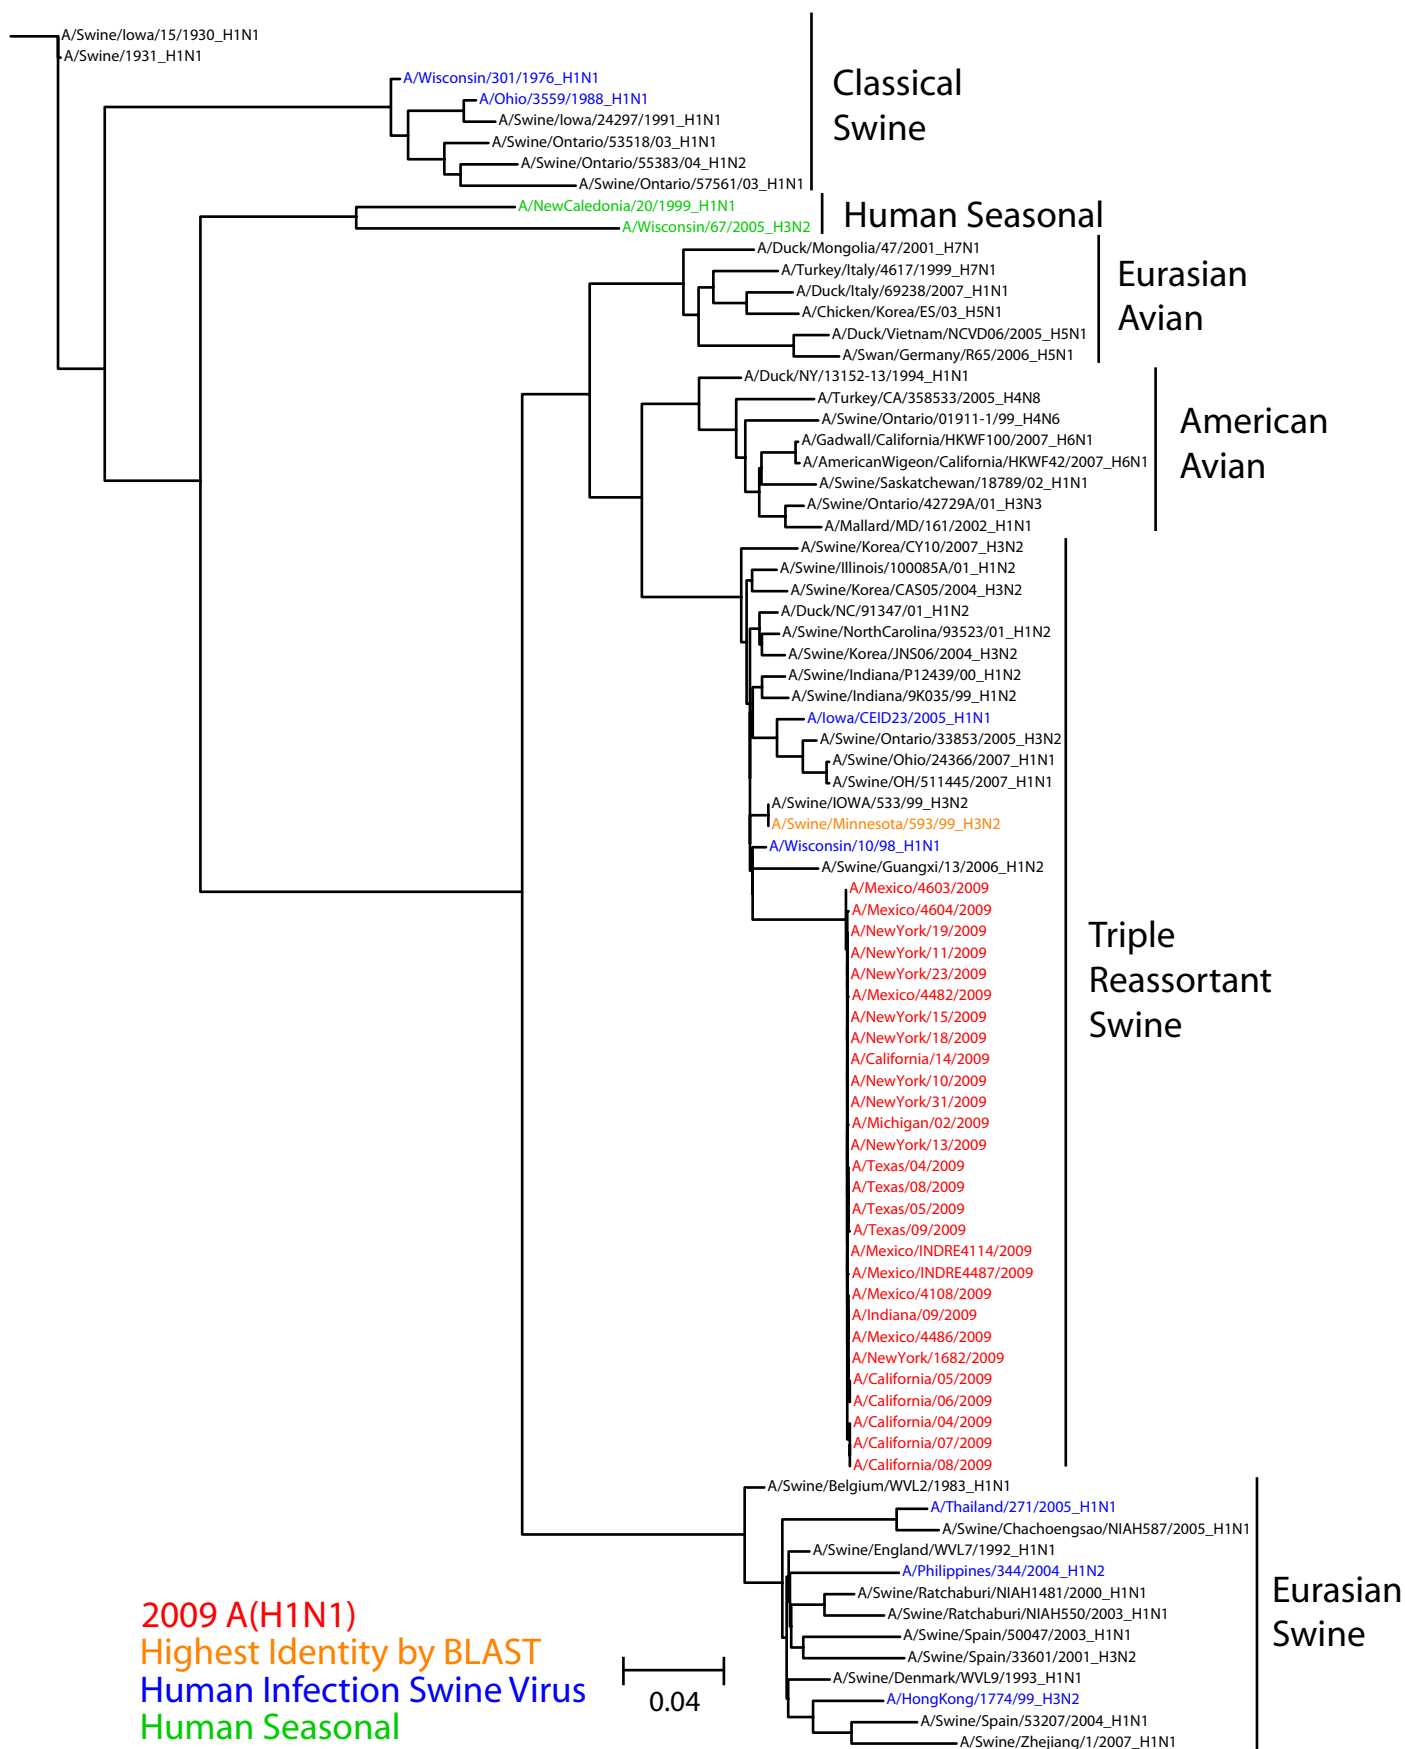 A/Swine/Iowa/15/1930_H1N1
A/Swine/1931_H1N1
A/Wisconsin/301/1976_H1N1
A/Ohio/3559/1988_H1N1
A/Swine/Iowa/24297/1991_H1N1
A/Swine/Ontario/53518/03_H1N1
A/Swine/Ontario/55383/04_H1N2
A/Swine/Ontario/57561/03_H1N1
Classical
Swine
A/NewCaledonia/20/1999_H1N1
A/Wisconsin/67/2005_H3N2
Human Seasonal
A/Duck/Mongolia/47/2001_H7N1
A/Turkey/Italy/4617/1999_H7N1
A/Duck/Italy/69238/2007_H1N1
A/Chicken/Korea/ES/03_H5N1
A/Duck/Vietnam/NCVD06/2005_H5N1
A/Swan/Germany/R65/2006_H5N1
Eurasian
Avian
A/Duck/NY/13152-13/1994_H1N1
A/Turkey/CA/358533/2005_H4N8
A/Swine/Ontario/01911-1/99_H4N6
A/Gadwall/California/HKWF100/2007_H6N1
A/AmericanWigeon/California/HKWF42/2007_H6N1
A/Swine/Saskatchewan/18789/02_H1N1
A/Swine/Ontario/42729A/01_H3N3
A/Mallard/MD/161/2002_H1N1
American
Avian
A/Swine/Korea/CY10/2007_H3N2
A/Swine/Illinois/100085A/01_H1N2
A/Swine/Korea/CAS05/2004_H3N2
A/Duck/NC/91347/01_H1N2
A/Swine/NorthCarolina/93523/01_H1N2
A/Swine/Korea/JNS06/2004_H3N2
A/Swine/Indiana/P12439/00_H1N2
A/Swine/Indiana/9K035/99_H1N2
A/Iowa/CEID23/2005_H1N1
A/Swine/Ontario/33853/2005_H3N2
A/Swine/Ohio/24366/2007_H1N1
A/Swine/OH/511445/2007_H1N1
A/Swine/IOWA/533/99_H3N2
A/Swine/Minnesota/593/99_H3N2
A/Wisconsin/10/98_H1N1
A/Swine/Guangxi/13/2006_H1N2
A/Mexico/4603/2009
A/Mexico/4604/2009
A/NewYork/19/2009
A/NewYork/11/2009
A/NewYork/23/2009
A/Mexico/4482/2009
A/NewYork/15/2009
A/NewYork/18/2009
A/California/14/2009
A/NewYork/10/2009
A/NewYork/31/2009
A/Michigan/02/2009
A/NewYork/13/2009
A/Texas/04/2009
A/Texas/08/2009
A/Texas/05/2009
A/Texas/09/2009
A/Mexico/INDRE4114/2009
A/Mexico/INDRE4487/2009
A/Mexico/4108/2009
A/Indiana/09/2009
A/Mexico/4486/2009
A/NewYork/1682/2009
A/California/05/2009
A/California/06/2009
A/California/04/2009
A/California/07/2009
A/California/08/2009
Triple
Reassortant
Swine
A/Swine/Belgium/WVL2/1983_H1N1
A/Thailand/271/2005_H1N1
A/Swine/Chachoengsao/NIAH587/2005_H1N1
A/Swine/England/WVL7/1992_H1N1
A/Philippines/344/2004_H1N2
A/Swine/Ratchaburi/NIAH1481/2000_H1N1
A/Swine/Ratchaburi/NIAH550/2003_H1N1
A/Swine/Spain/50047/2003_H1N1
A/Swine/Spain/33601/2001_H3N2
A/Swine/Denmark/WVL9/1993_H1N1
A/HongKong/1774/99_H3N2
A/Swine/Spain/53207/2004_H1N1
A/Swine/Zhejiang/1/2007_H1N1
Eurasian
Swine
2009 A(H1N1)
Highest Identity by BLAST
Human Infection Swine Virus
Human Seasonal
0.04